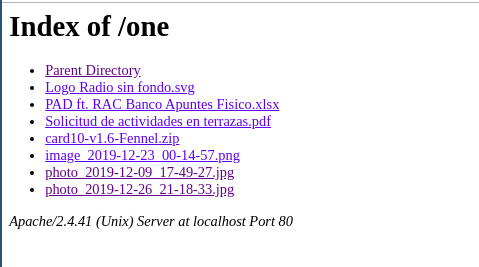 Index of /one
Parent Directory
Logo Radio sin fondo.svg
PAD ft. RAC Banco Apuntes Fisico.xlsx
Solicitud de actividades en terrazas.pdf
card10-v1.6-Fennel.zip
image_2019-12-23_00-14-57.png
photo_2019-12-09_17-49-27.jpg
photo_2019-12-26_21-18-33.jpg
Apache/2.4.41 (Unix) Server at localhost Port 80